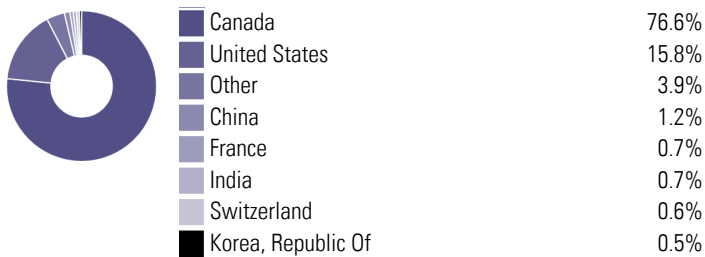 Canada 76.6%
United States 15.8%
Other 3.9%
China 1.2%
France 0.7%
India 0.7%
Switzerland 0.6%
Korea, Republic Of 0.5%